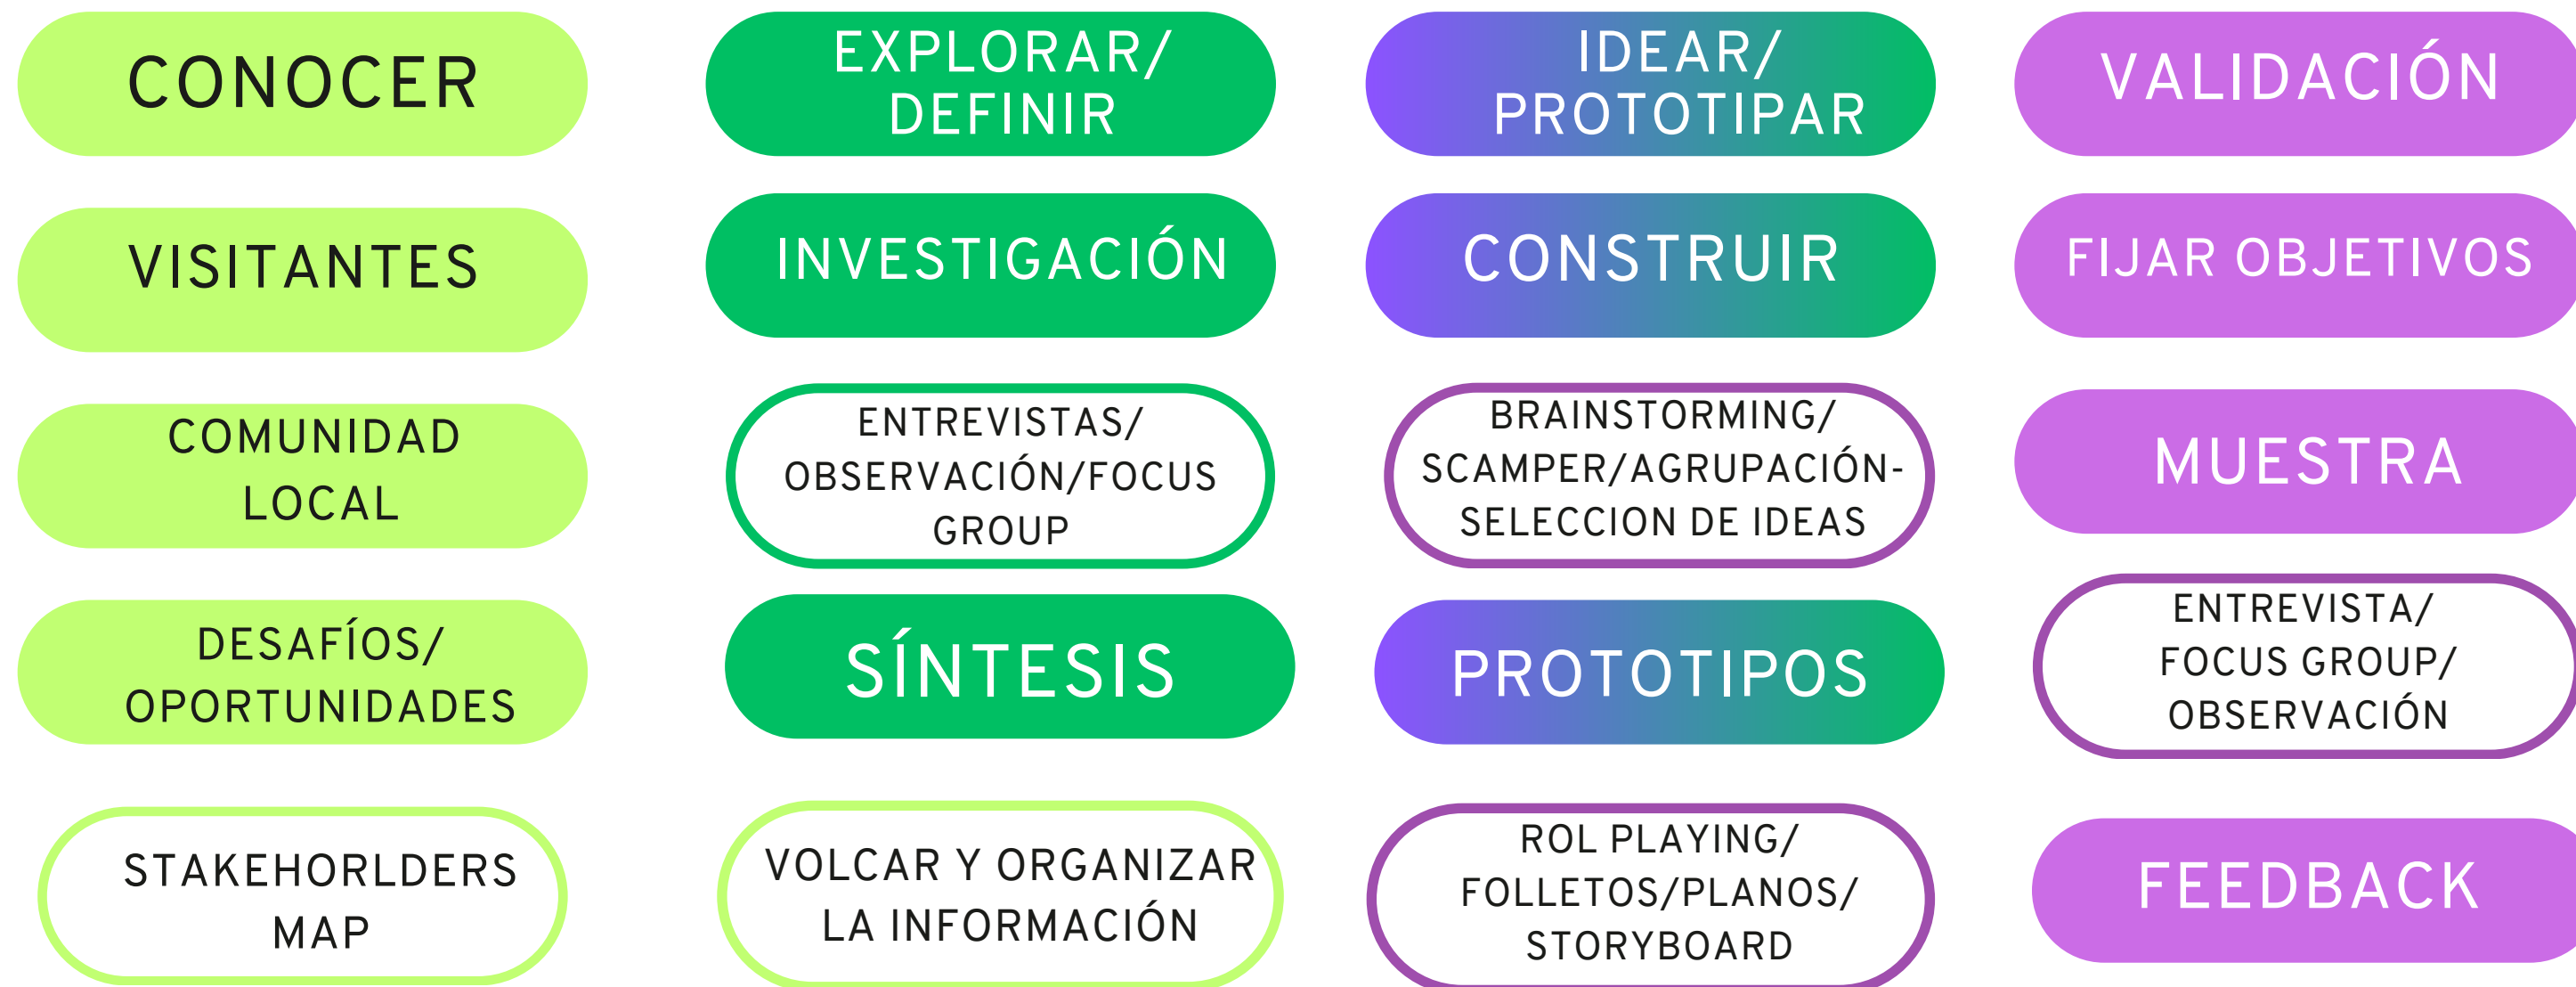 CONOCER
VISITANTES
COMUNIDAD
LOCAL
DESAFÍOS/
OPORTUNIDADES
STAKEHORLDERS
MAP
EXPLORAR/
DEFINIR
INVESTIGACIÓN
ENTREVISTAS/
OBSERVACIÓN/FOCUS
GROUP
SÍNTESIS
VOLCAR Y ORGANIZAR
LA INFORMACIÓN
IDEAR/
PROTOTIPAR
CONSTRUIR
BRAINSTORMING/
SCAMPER/AGRUPACIÓN-
SELECCION DE IDEAS
PROTOTIPOS
ROL PLAYING/
FOLLETOS/PLANOS/
STORYBOARD
VALIDACIÓN
FIJAR OBJETIVOS
MUESTRA
ENTREVISTA/
FOCUS GROUP/
OBSERVACIÓN
FEEDBACK